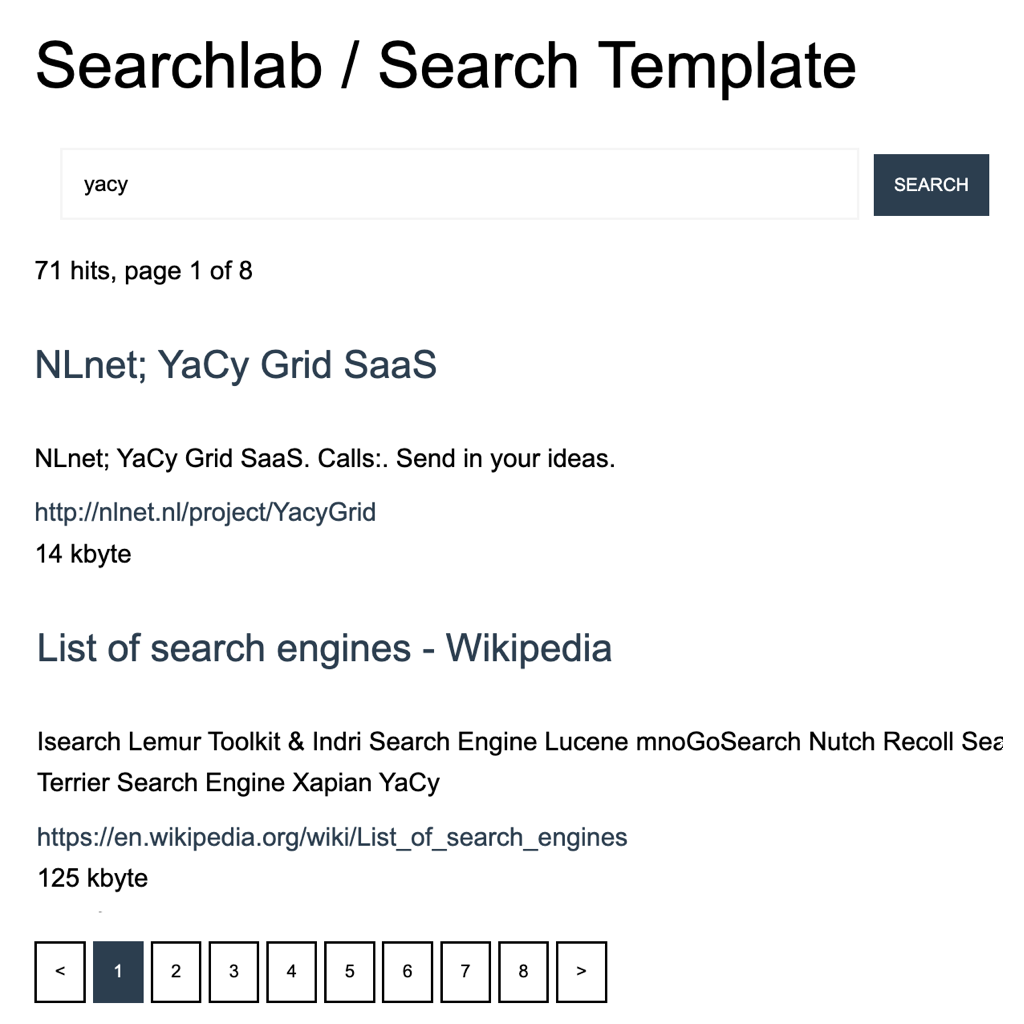 Searchlab / Search Template
yacy
SEARCH
71 hits, page 1 of 8
NLnet; YaCy Grid SaaS
NLnet; YaCy Grid SaaS. Calls:. Send in your ideas.
http://nlnet.nl/project/YacyGrid
14 kbyte
List of search engines - Wikipedia
Isearch Lemur Toolkit & Indri Search Engine Lucene mnoGoSearch Nutch Recoll
Terrier Search Engine Xapian YaCy
https://en.wikipedia.org/wiki/List_of_search_engines
125 kbyte
< 1 2 3 4 5 6 7 8 >